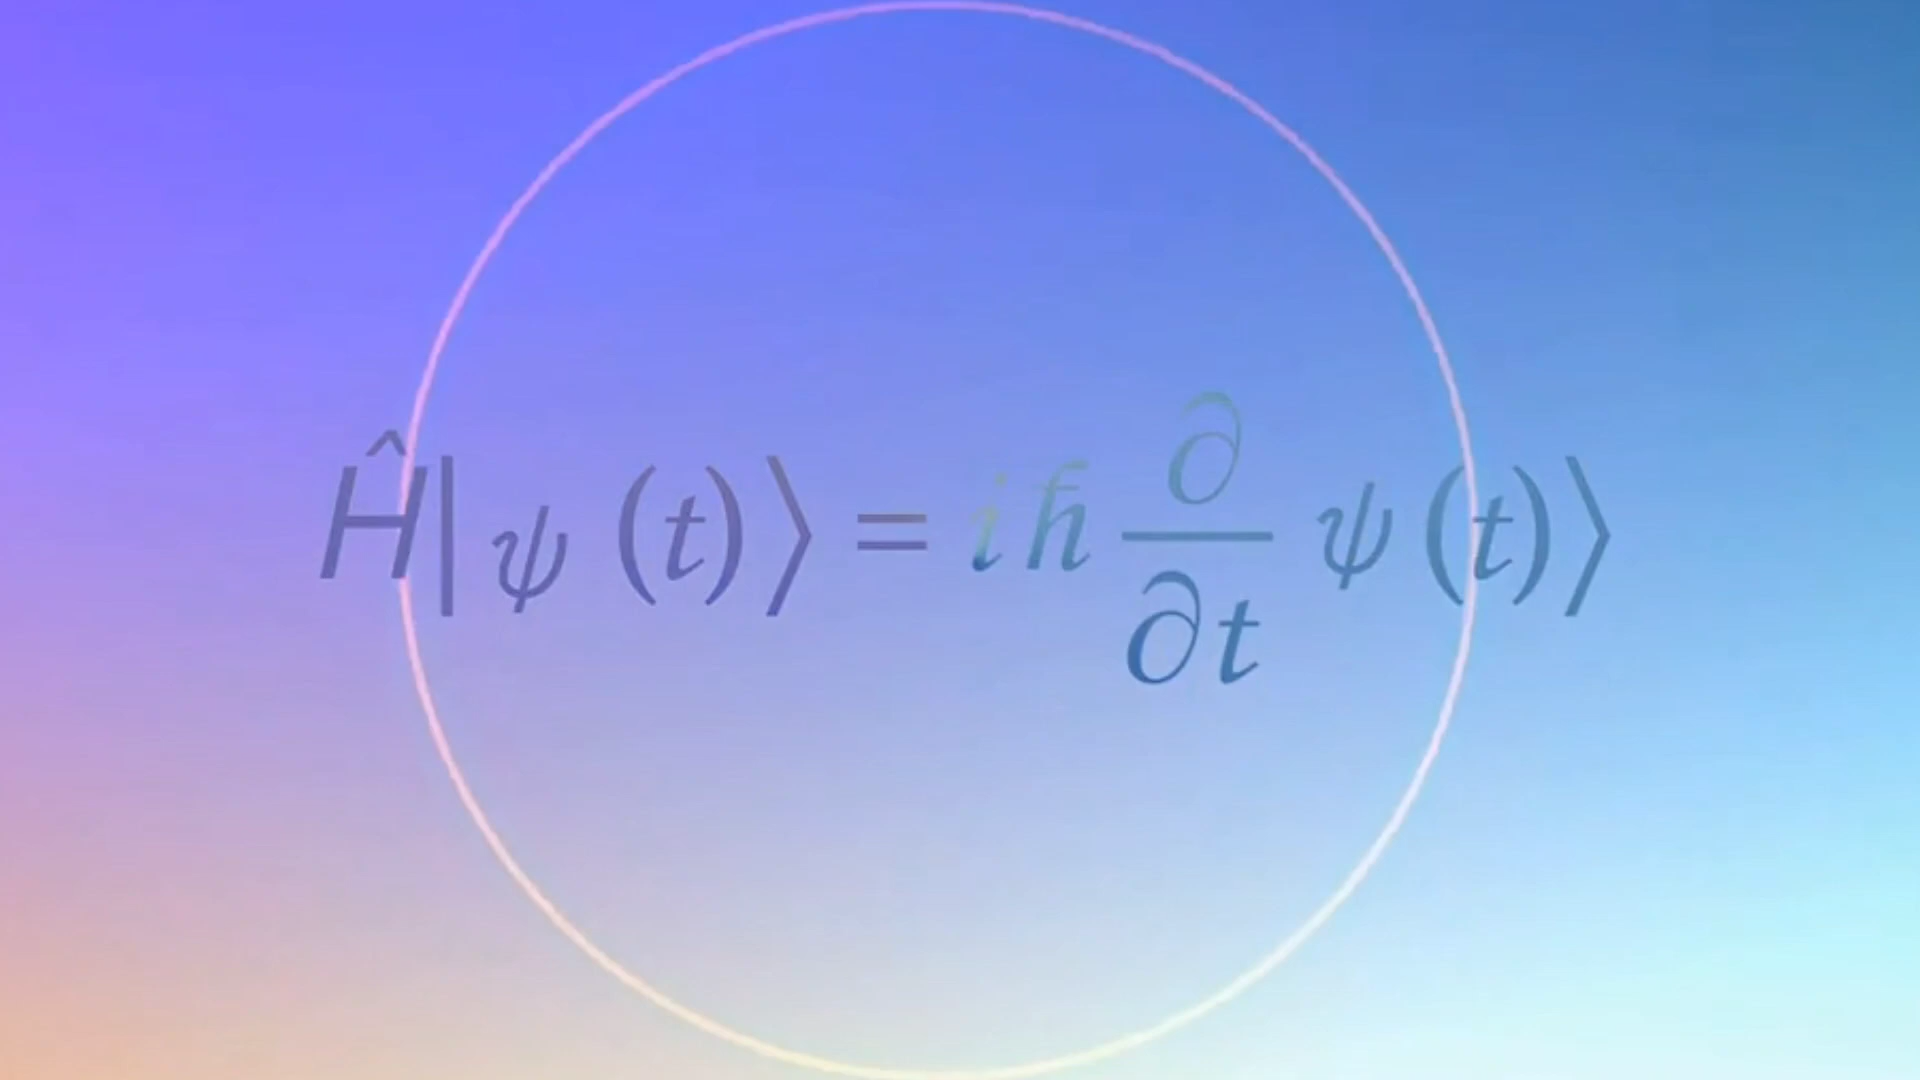 Ĥ|ψ(t)⟩ = iℏ ∂/∂t ψ(t)⟩